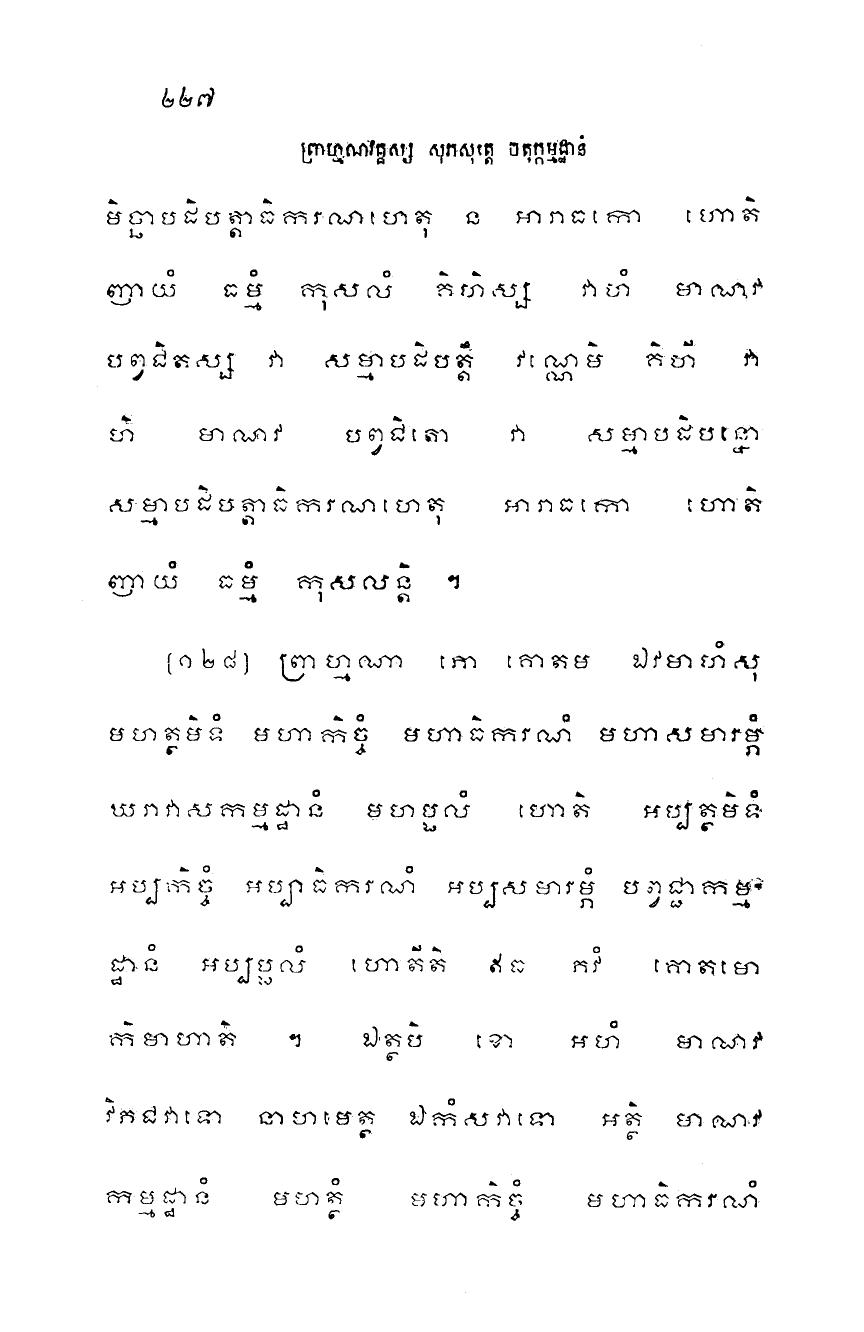 ២២៧
ព្រាហ្មណវគ្គស្ស សុភសុត្តេ ចតុក្កម្មដ្ឋានំ
មិច្ឆាបដិបត្តាធិករណហេតុ ន អារាធកោ ហោតិ
ញាយំ ធម្មំ កុសលំ គិហិស្ស វាហំ មាណវ
បព្វជិតស្ស វា សម្មាបដិបត្តឹ វណ្ណេមិ គិហី វា
ហិ មាណវ បព្វជិតោ វា សម្មាបដិបន្នោ
សម្មាបដិបត្តាធិករណហេតុ អារាធកោ ហោតិ
ញាយំ ធម្មំ កុសលន្តិ ។
(១២៨) ព្រាហ្មណា ភោ គោតម ឯវមាហំសុ
មហត្ថមិទំ មហាកិច្ចំ មហាធិករណំ មហាសមារម្ភំ
ឃរាវាសកម្មដ្ឋានំ មហប្ផលំ ហោតិ អប្បត្ថមិទំ
អប្បកិច្ចំ អប្បាធិករណំ អប្បសមារម្ភំ បព្វជ្ជាកម្ម-
ដ្ឋានំ អប្បប្ផលំ ហោតីតិ ឥធ ភវំ គោតមោ
កិមាហាតិ ។ ឯត្ថបិ ខោ អហំ មាណវ
វិភជវាទោ នាហមេត្ថ ឯកំសវាទោ អត្ថិ មាណវ
កម្មដ្ឋានំ មហត្ថំ មហាកិច្ចំ មហាធិករណំ